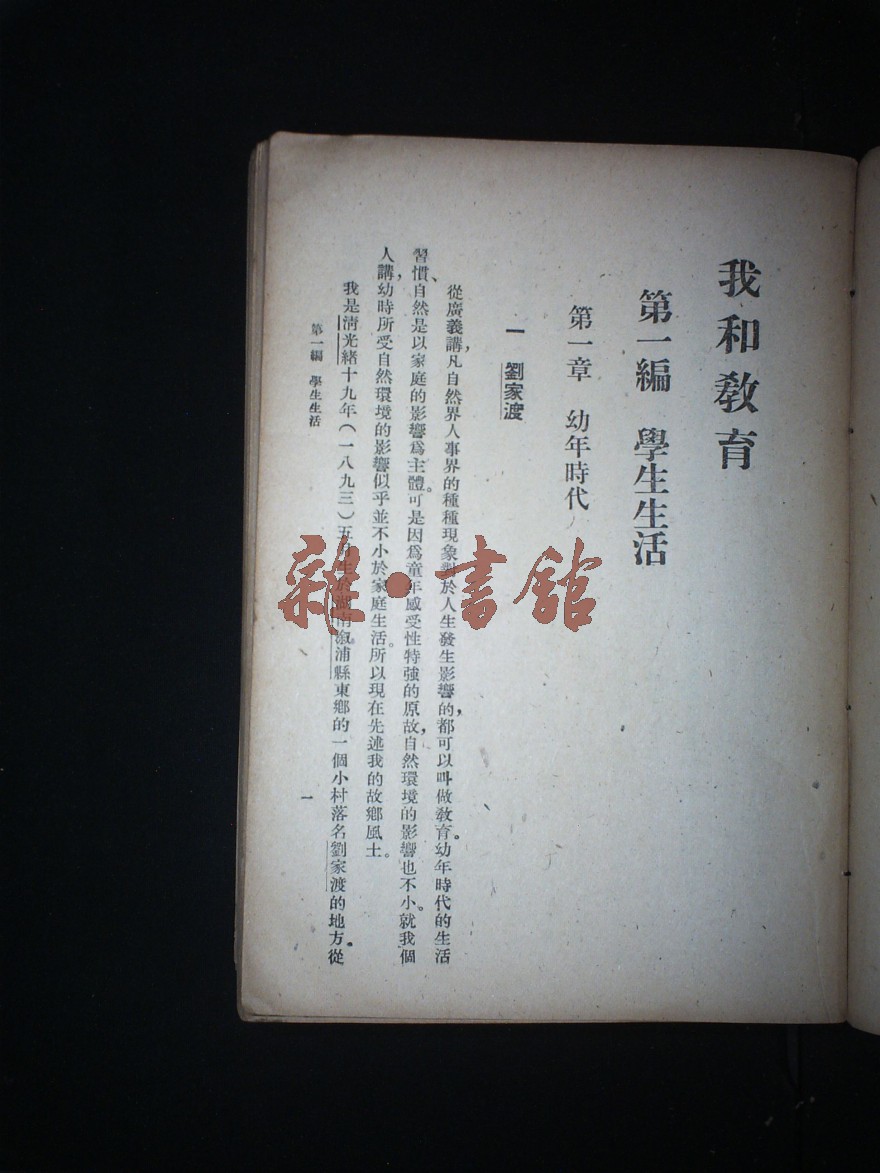 我和教育
第一編　學生生活
第一章　幼年時代
一　劉家渡
從廣義講，凡自然界人事界的種種現象對於人生發生影響的，都可以叫做教育。幼年時代的生活
習慣、自然是以家庭的影響爲主體。可是因爲童年感受性特強的原故，自然環境的影響也不小。就我個
人講，幼時所受自然環境的影響似乎並不小於家庭生活。所以現在先述我的故鄉風土。
我是清光緒十九年（一八九三）五月生於湖南漵浦縣東鄉的一個小村落名劉家渡的地方。從
第一編　學生生活
一
雜·書館